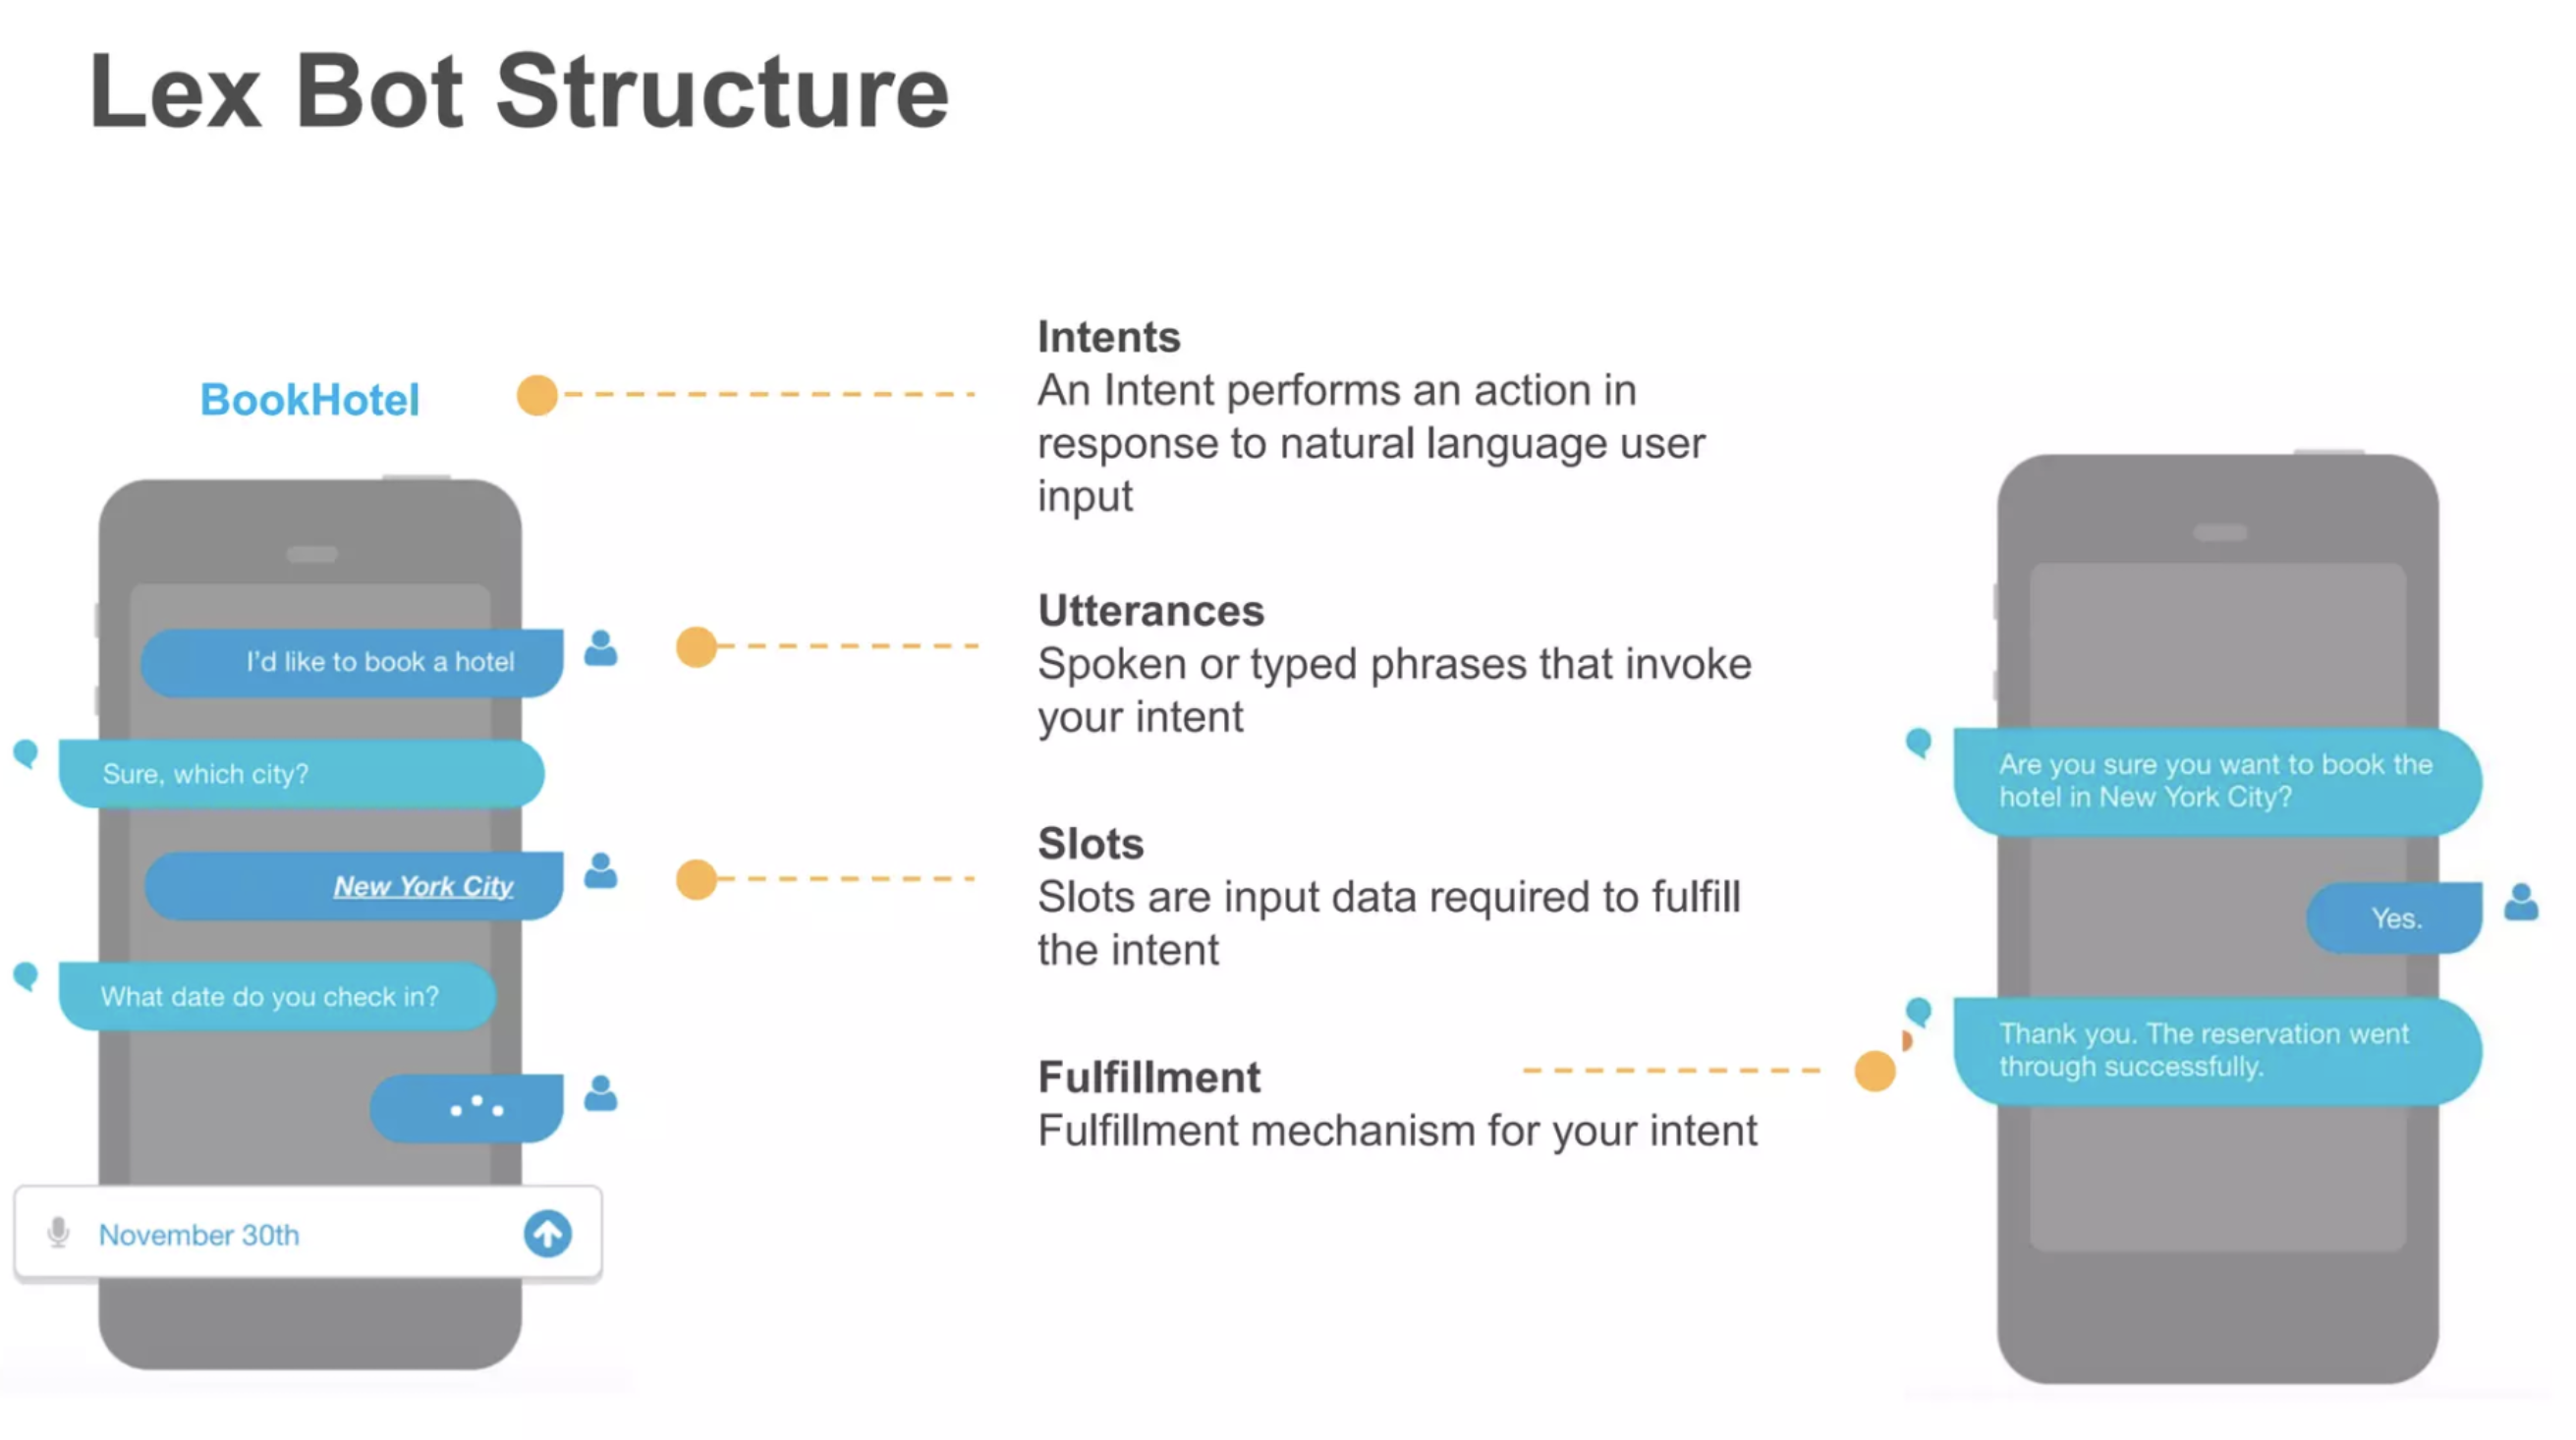 Lex Bot Structure
BookHotel
I’d like to book a hotel
Sure, which city?
New York City
What date do you check in?
November 30th
Intents
An Intent performs an action in
response to natural language user
input
Utterances
Spoken or typed phrases that invoke
your intent
Slots
Slots are input data required to fulfill
the intent
Fulfillment
Fulfillment mechanism for your intent
Are you sure you want to book the
hotel in New York City?
Yes.
Thank you. The reservation went
through successfully.